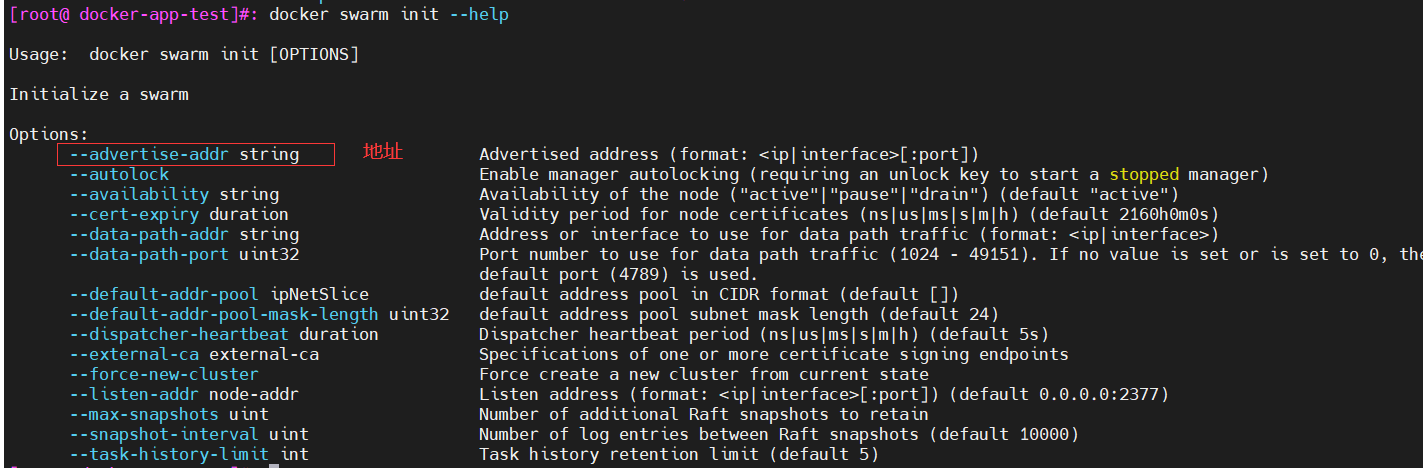 [root@ docker-app-test]#: docker swarm init --help
Usage:  docker swarm init [OPTIONS]
Initialize a swarm
Options:
--advertise-addr string 地址 Advertised address (format: <ip|interface>[:port])
--autolock Enable manager autolocking (requiring an unlock key to start a stopped manager)
--availability string Availability of the node ("active"|"pause"|"drain") (default "active")
--cert-expiry duration Validity period for node certificates (ns|us|ms|s|m|h) (default 2160h0m0s)
--data-path-addr string Address or interface to use for data path traffic (format: <ip|interface>)
--data-path-port uint32 Port number to use for data path traffic (1024 - 49151). If no value is set or is set to 0, the
default port (4789) is used.
--default-addr-pool ipNetSlice default address pool in CIDR format (default [])
--default-addr-pool-mask-length uint32 default address pool subnet mask length (default 24)
--dispatcher-heartbeat duration Dispatcher heartbeat period (ns|us|ms|s|m|h) (default 5s)
--external-ca external-ca Specifications of one or more certificate signing endpoints
--force-new-cluster Force create a new cluster from current state
--listen-addr node-addr Listen address (format: <ip|interface>[:port]) (default 0.0.0.0:2377)
--max-snapshots uint Number of additional Raft snapshots to retain
--snapshot-interval uint Number of log entries between Raft snapshots (default 10000)
--task-history-limit int Task history retention limit (default 5)